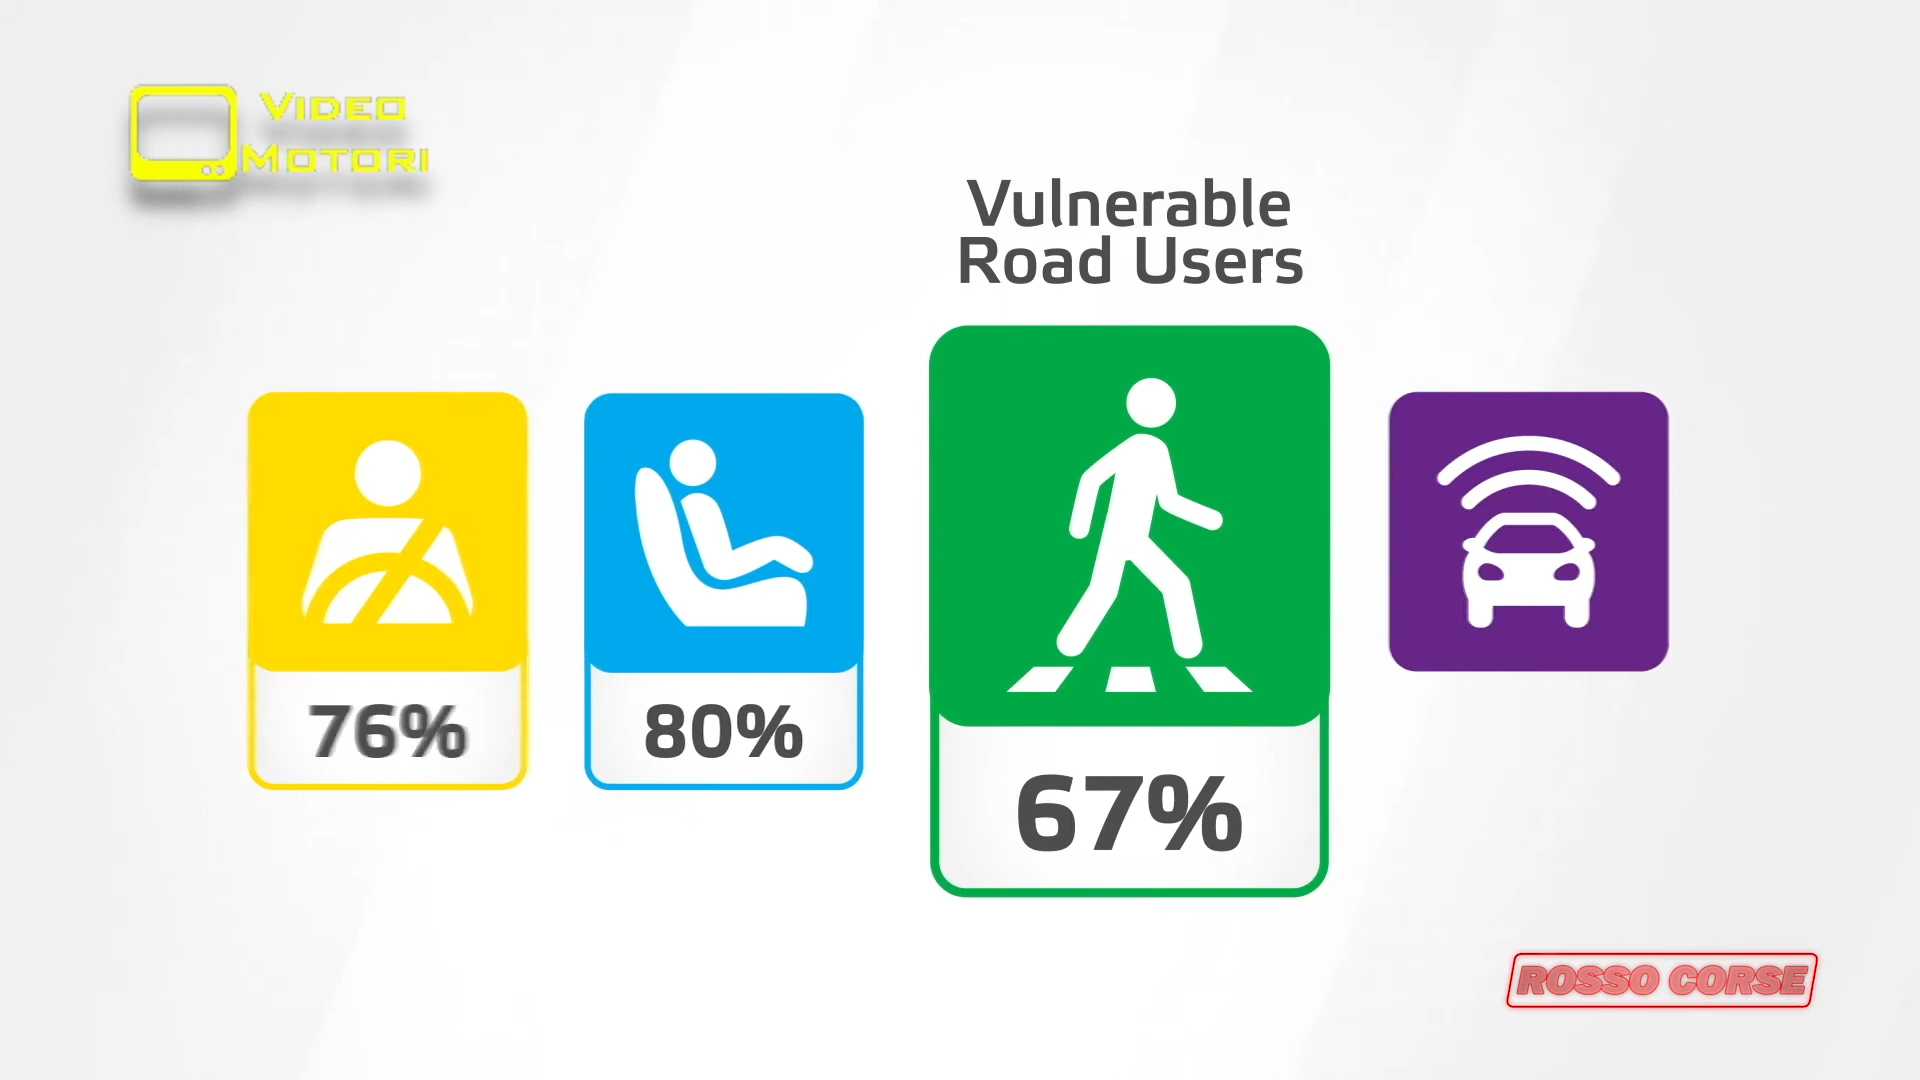 VIDEO
MOTORI
Vulnerable
Road Users
76%
80%
67%
ROSSO CORSE